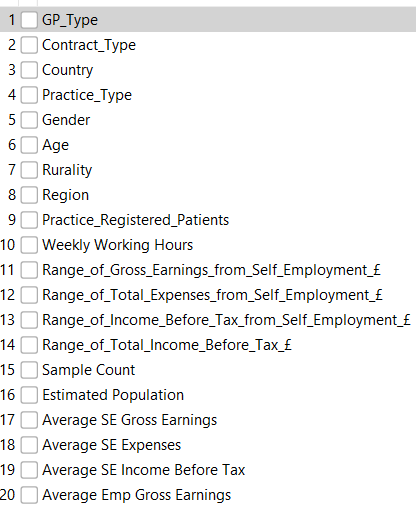 1 GP_Type
2 Contract_Type
3 Country
4 Practice_Type
5 Gender
6 Age
7 Rurality
8 Region
9 Practice_Registered_Patients
10 Weekly Working Hours
11 Range_of_Gross_Earnings_from_Self_Employment_£
12 Range_of_Total_Expenses_from_Self_Employment_£
13 Range_of_Income_Before_Tax_from_Self_Employment_£
14 Range_of_Total_Income_Before_Tax_£
15 Sample Count
16 Estimated Population
17 Average SE Gross Earnings
18 Average SE Expenses
19 Average SE Income Before Tax
20 Average Emp Gross Earnings